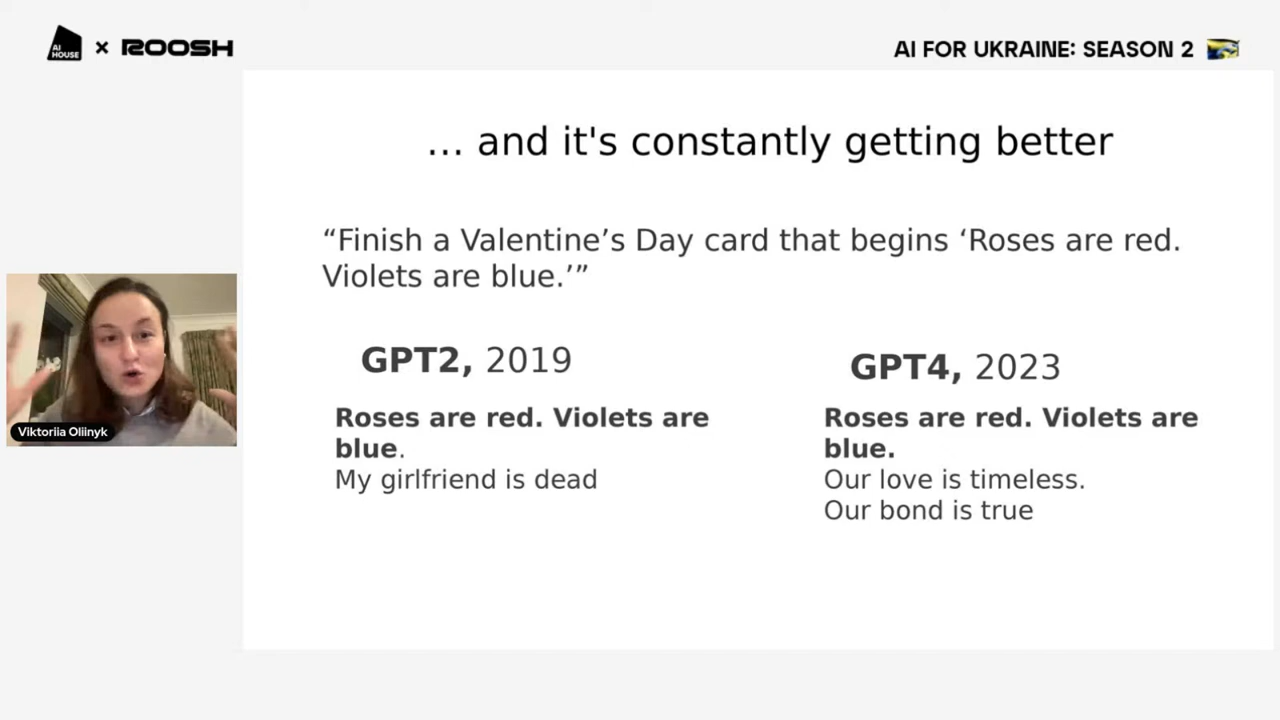 AI
HOUSE
×
ROOSH
AI FOR UKRAINE: SEASON 2
... and it's constantly getting better
“Finish a Valentine’s Day card that begins ‘Roses are red.
Violets are blue.’”
GPT2, 2019
Roses are red. Violets are
blue.
My girlfriend is dead
GPT4, 2023
Roses are red. Violets are
blue.
Our love is timeless.
Our bond is true
Viktoriia Oliinyk